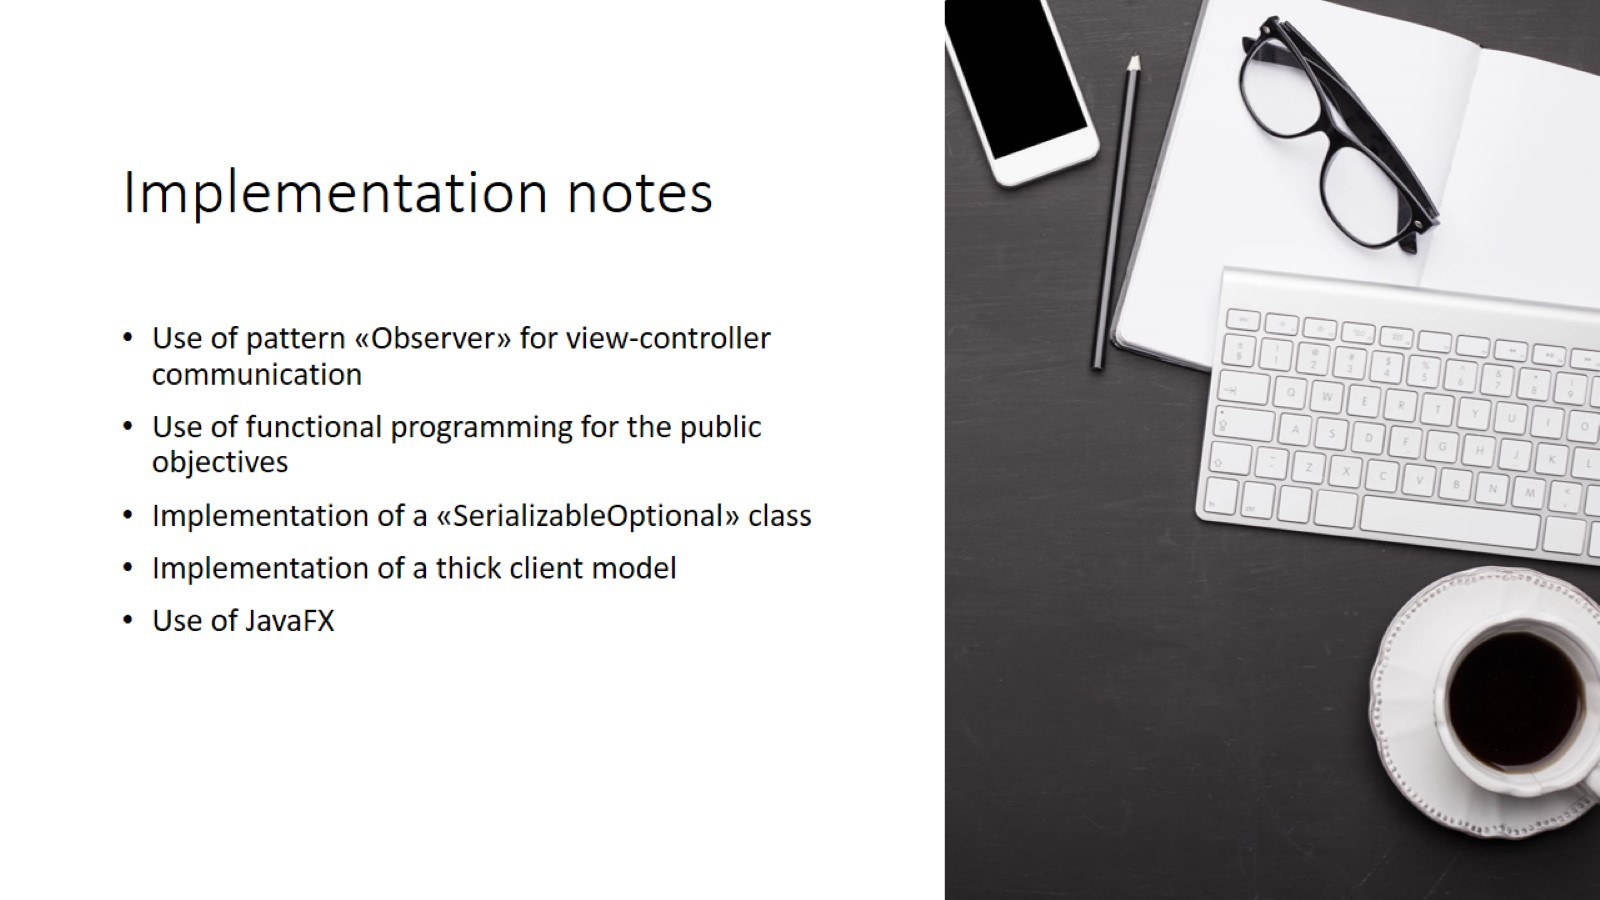 Implementation notes
• Use of pattern «Observer» for view-controller
communication
• Use of functional programming for the public
objectives
• Implementation of a «SerializableOptional» class
• Implementation of a thick client model
• Use of JavaFX